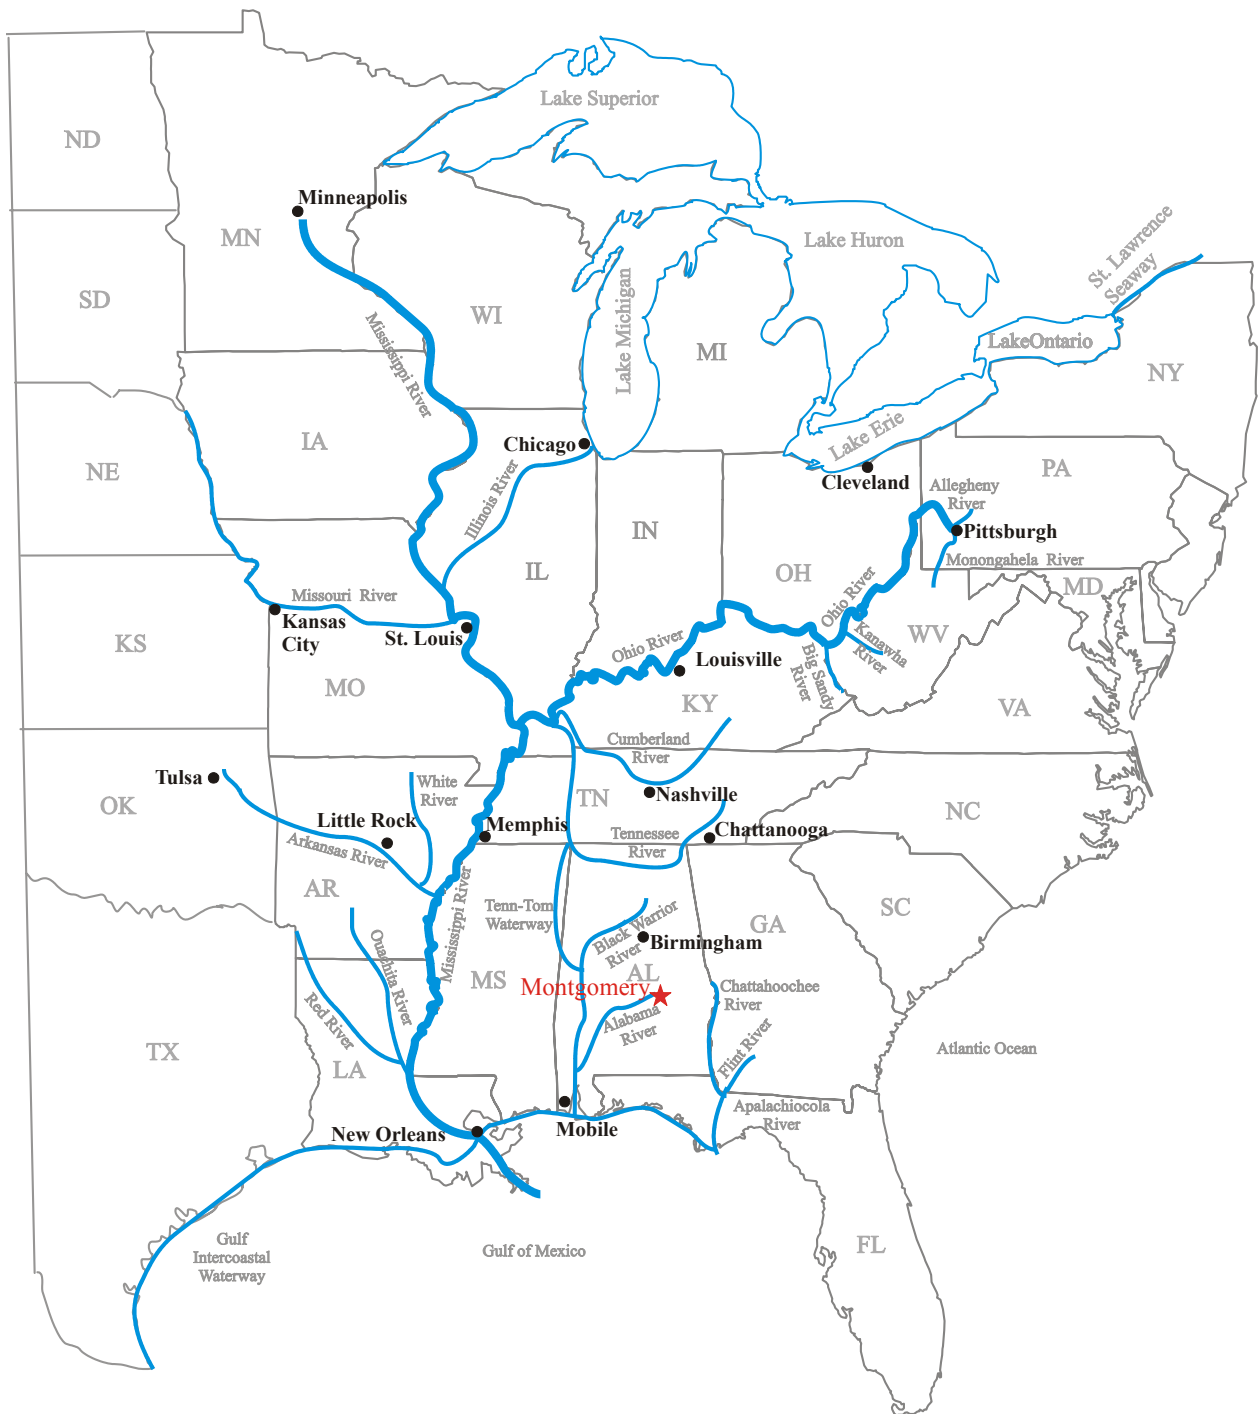 Lake Superior
ND
Minneapolis
MN
Lake Huron
St. Lawrence
Seaway
SD
WI
Lake Michigan
MI
LakeOntario
Mississippi River
NY
IA
Chicago
Lake Erie
NE
Illinois River
Cleveland
PA
Allegheny
River
IN
Pittsburgh
IL
OH
Monongahela River
MD
Missouri River
Kansas
City
St. Louis
KS
Ohio River
Ohio River
Kanawha
River
WV
Louisville
Big Sandy
River
MO
KY
VA
Cumberland
River
Tulsa
White
River
OK
TN
Nashville
NC
Little Rock
Memphis
Tennessee
River
Chattanooga
Arkansas River
AR
Tenn-Tom
Waterway
Mississippi River
Black Warrior
River
SC
GA
Ouachita River
Birmingham
MS
AL
Montgomery
Chattahoochee
River
Red River
Alabama
River
Flint River
TX
LA
Atlantic Ocean
Apalachiocola
River
New Orleans
Mobile
Gulf
Intercoastal
Waterway
Gulf of Mexico
FL